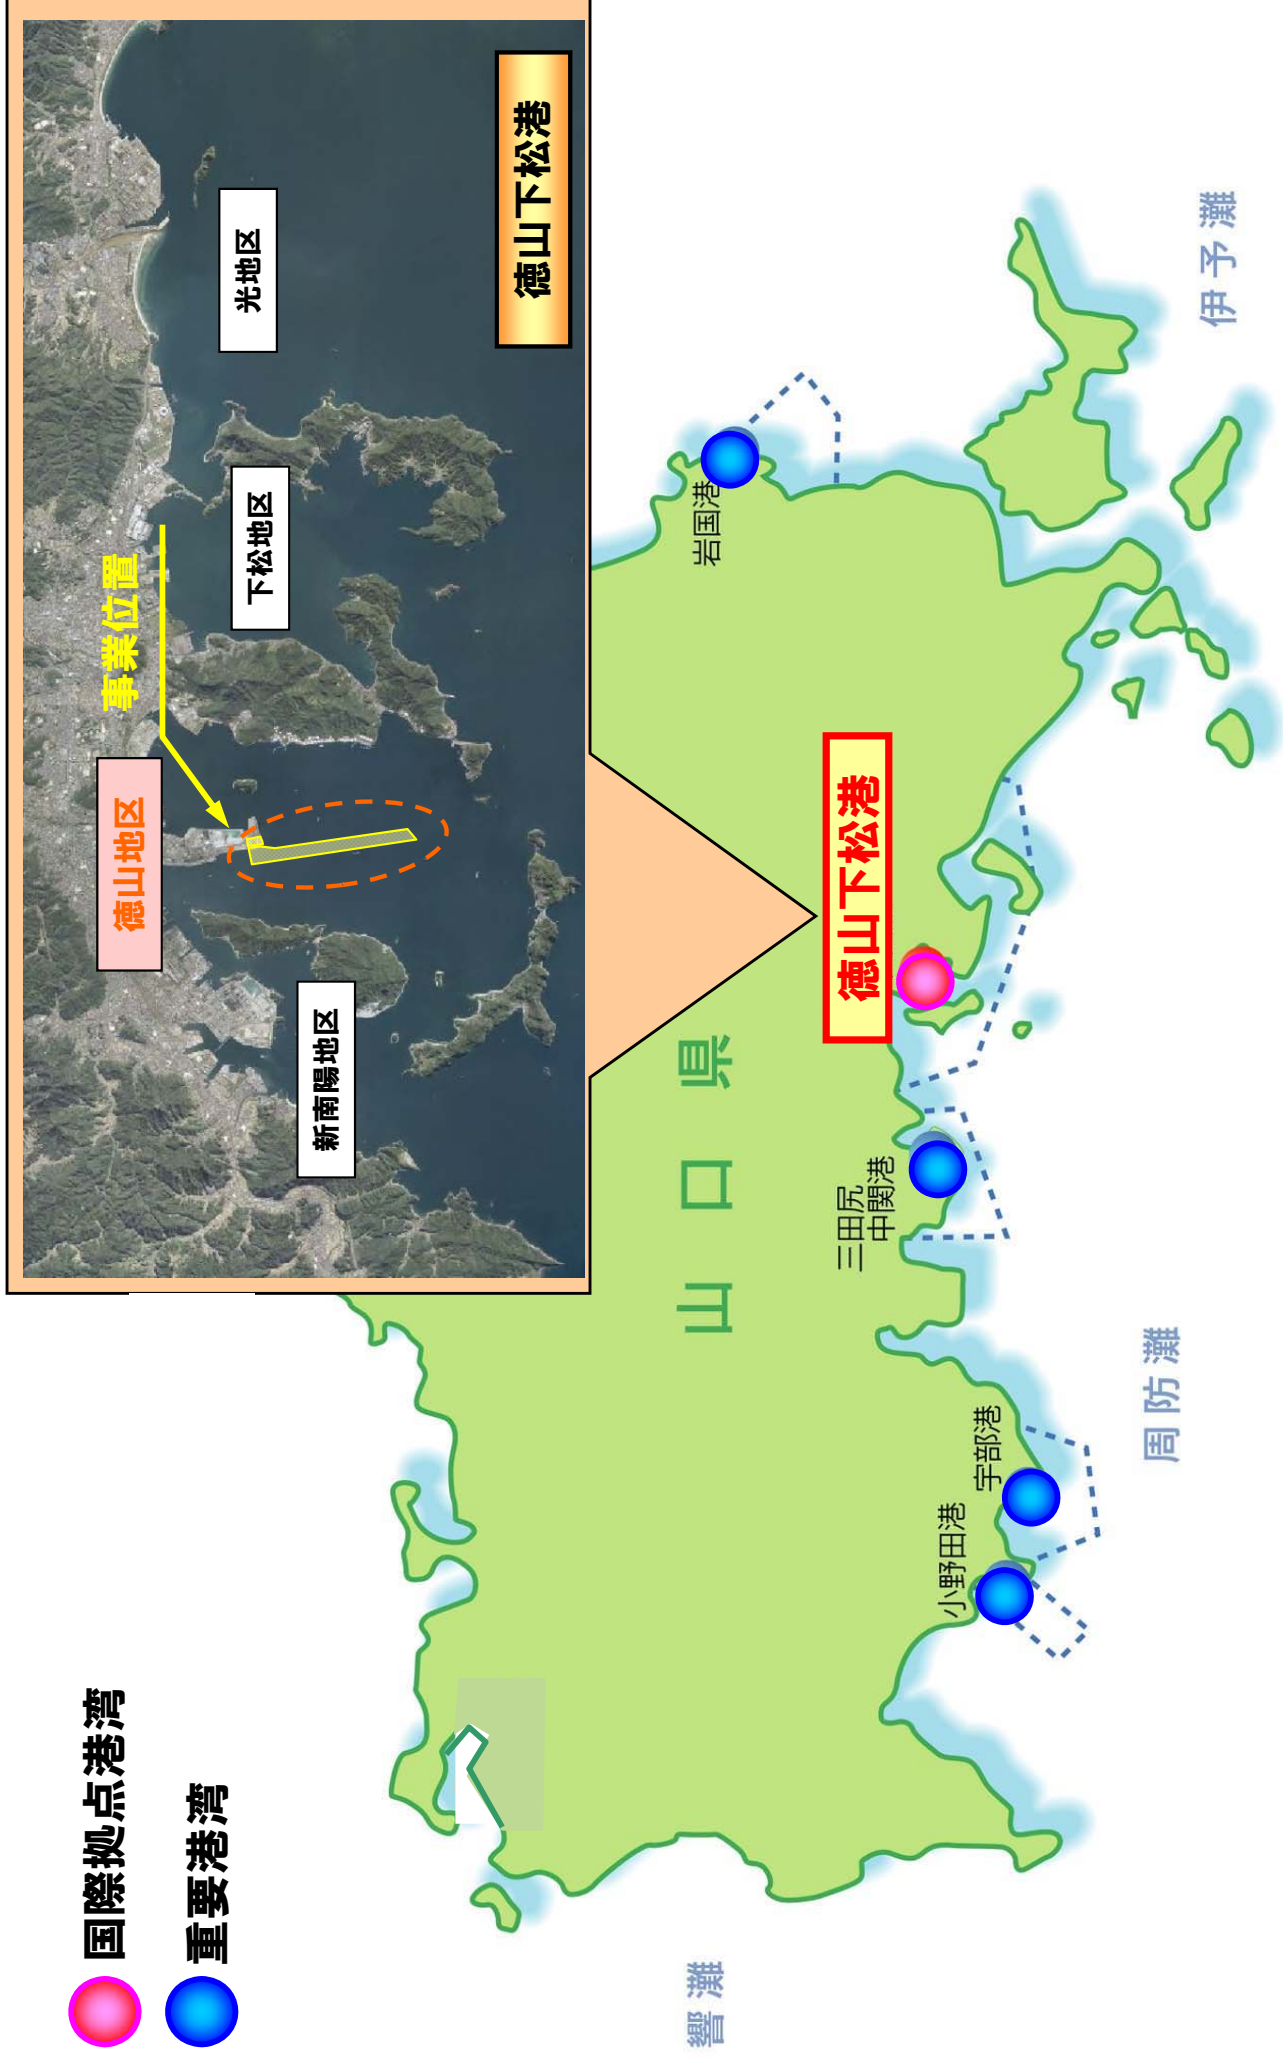 国際拠点港湾
重要港湾
徳山下松港
光地区
下松地区
事業位置
徳山地区
新南陽地区
岩国港
徳山下松港
山口県
三田尻
中関港
宇部港
小野田港
伊予灘
周防灘
響灘